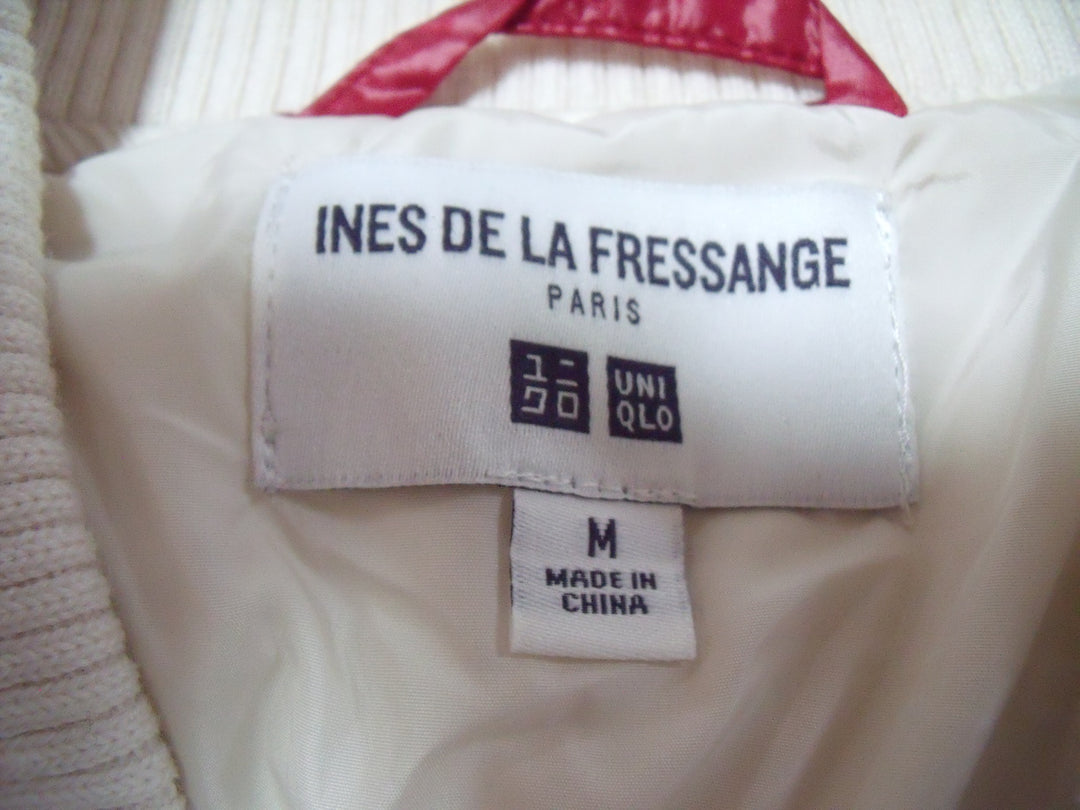 INES DE LA FRESSANGE
PARIS
ユニ
クロ
UNI
QLO
M
MADE IN
CHINA